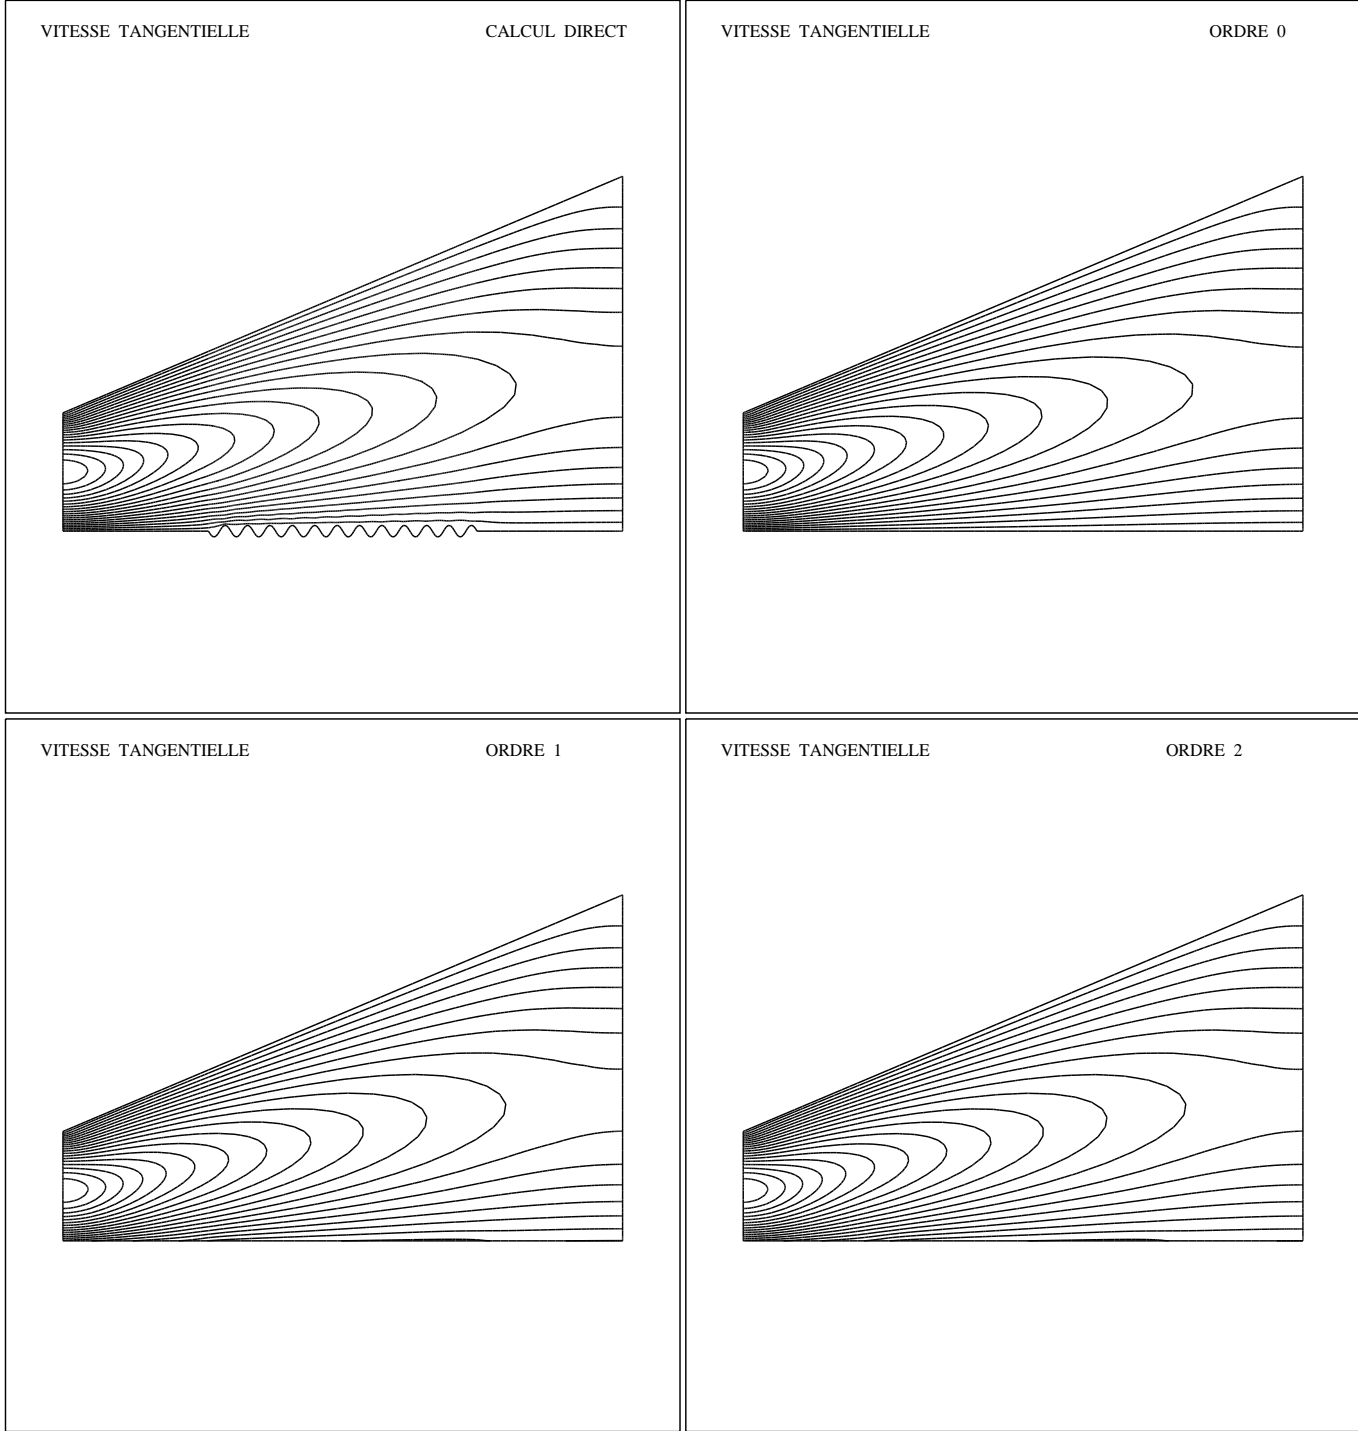 VITESSE TANGENTIELLE CALCUL DIRECT
VITESSE TANGENTIELLE ORDRE 0
VITESSE TANGENTIELLE ORDRE 1
VITESSE TANGENTIELLE ORDRE 2